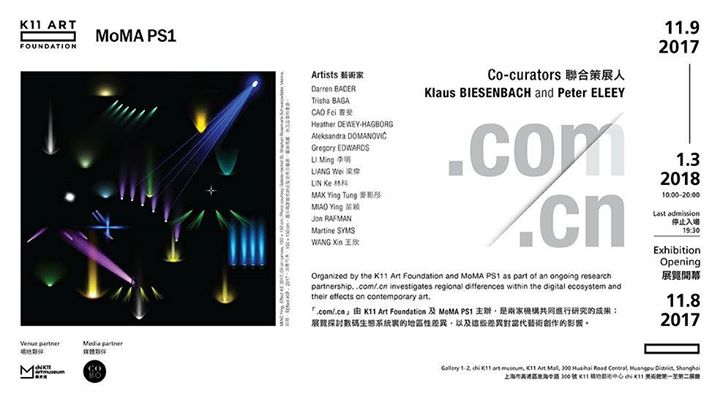 K11 ART
FOUNDATION
MoMA PS1
Artists 藝術家
Darren BADER
Trisha BAGA
CAO Fei 曹斐
Heather DEWEY-HAGBORG
Aleksandra DOMANOVIĆ
Gregory EDWARDS
LI Ming 李明
LIANG Wei 梁偉
LIN Ke 林科
MAK Ying Tung 麥影彤
MIAO Ying 苗穎
Jon RAFMAN
Martine SYMS
WANG Xin 王欣
Co-curators 聯合策展人
Klaus BIESENBACH and Peter ELEEY
.com
.cn
Organized by the K11 Art Foundation and MoMA PS1 as part of an ongoing research
partnership, .com/.cn investigates regional differences within the digital ecosystem and
their effects on contemporary art.
「.com/.cn」由 K11 Art Foundation 及 MoMA PS1 主辦，是兩家機構共同進行研究的成果；
展覽探討數碼生態系統裏的地區性差異，以及這些差異對當代藝術創作的影響。
11.9
2017
1.3
2018
10:00–20:00
Last admission
停止入場
19:30
Exhibition
Opening
展覽開幕
11.8
2017
Venue partner
場地夥伴
chi K11
art museum
美術館
Media partner
媒體夥伴
CO
BO
Gallery 1-2, chi K11 art museum, K11 Art Mall, 300 Huaihai Road Central, Huangpu District, Shanghai
上海市黃浦區淮海中路 300 號 K11 購物藝術中心 chi K11 美術館第一至第二展廳